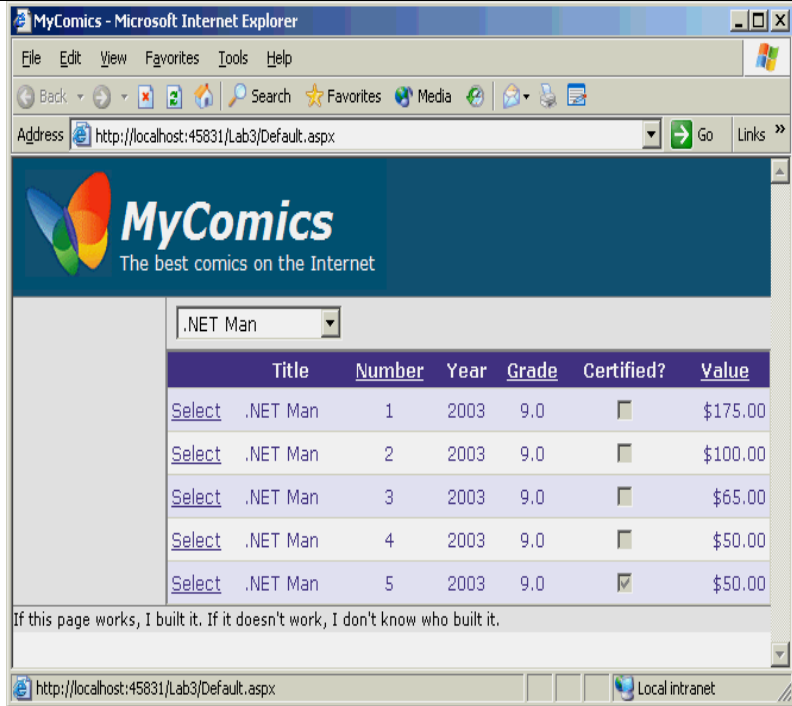 MyComics - Microsoft Internet Explorer
File Edit View Favorites Tools Help
Back Search Favorites Media
Address http://localhost:45831/Lab3/Default.aspx Go Links »
MyComics
The best comics on the Internet
.NET Man
Title Number Year Grade Certified? Value
Select .NET Man 1 2003 9.0 $175.00
Select .NET Man 2 2003 9.0 $100.00
Select .NET Man 3 2003 9.0 $65.00
Select .NET Man 4 2003 9.0 $50.00
Select .NET Man 5 2003 9.0 $50.00
If this page works, I built it. If it doesn't work, I don't know who built it.
http://localhost:45831/Lab3/Default.aspx Local intranet